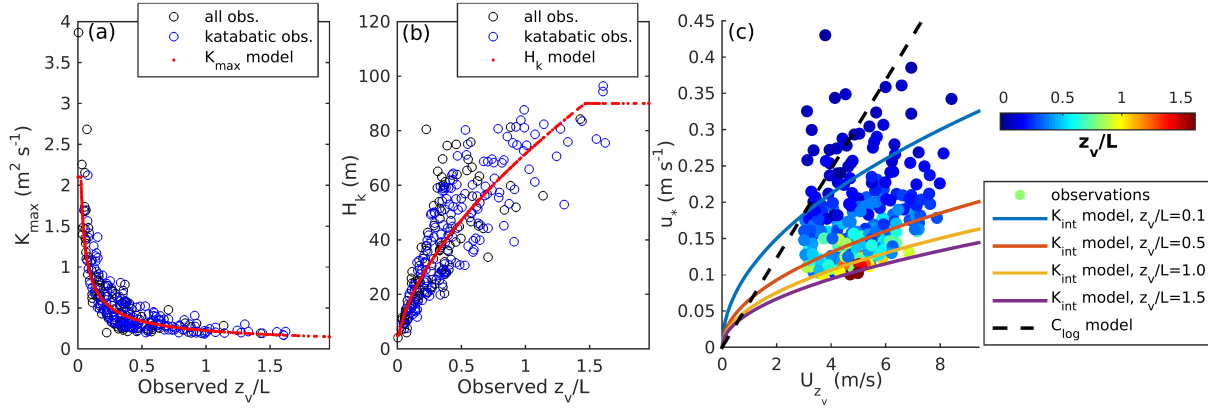 (a)
all obs.
katabatic obs.
K_max model
4
3.5
3
2.5
2
1.5
1
0.5
0
K_max (m² s⁻¹)
0 0.5 1 1.5
Observed z_v/L
(b)
all obs.
katabatic obs.
H_k model
120
100
80
60
40
20
0
H_k (m)
0 0.5 1 1.5
Observed z_v/L
(c)
0.45
0.4
0.35
0.3
0.25
0.2
0.15
0.1
0.05
0
u_* (m s⁻¹)
0 2 4 6 8
U_z_v (m/s)
0 0.5 1 1.5
z_v/L
observations
K_int model, z_v/L=0.1
K_int model, z_v/L=0.5
K_int model, z_v/L=1.0
K_int model, z_v/L=1.5
C_log model